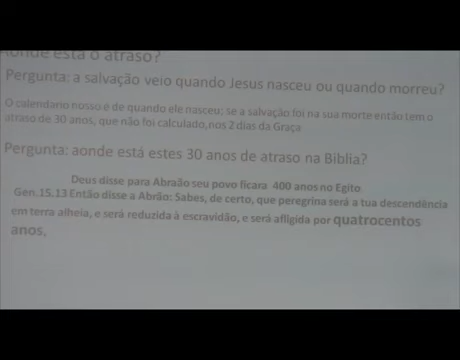 Aonde está o atraso?
Pergunta: a salvação veio quando Jesus nasceu ou quando morreu?
O calendario nosso é de quando ele nasceu; se a salvação foi na sua morte então tem o
atraso de 30 anos, que não foi calculado,nos 2 dias da Graça
Pergunta: aonde está estes 30 anos de atraso na Biblia?
Deus disse para Abraão seu povo ficara 400 anos no Egito
Gen.15.13 Então disse a Abrão: Sabes, de certo, que peregrina será a tua descendência
em terra alheia, e será reduzida à escravidão, e será afligida por quatrocentos
anos,